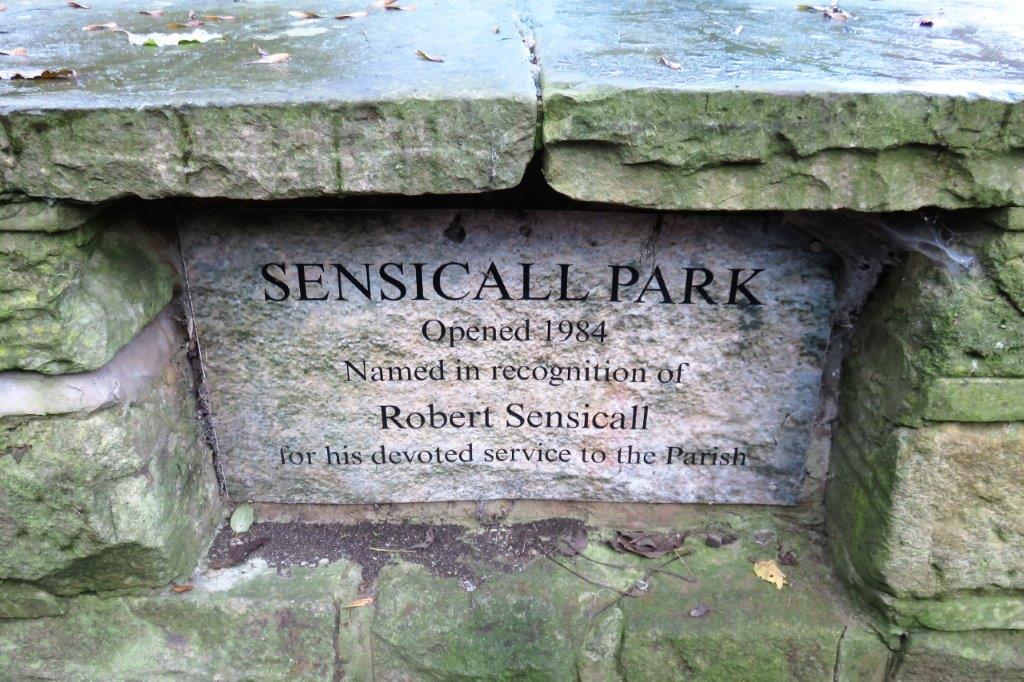 SENSICALL PARK
Opened 1984
Named in recognition of
Robert Sensicall
for his devoted service to the Parish